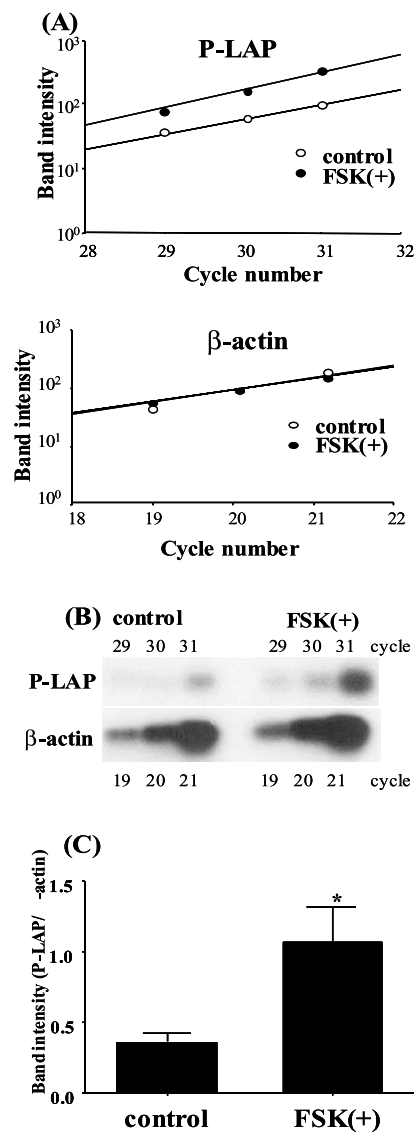 (A)
P-LAP
Band intensity
10³
10²
10¹
10⁰
control
FSK(+)
28 29 30 31 32
Cycle number
β-actin
Band intensity
10³
10²
10¹
10⁰
control
FSK(+)
18 19 20 21 22
Cycle number
(B)
control FSK(+)
29 30 31 29 30 31 cycle
P-LAP
β-actin
19 20 21 19 20 21 cycle
(C)
Band intensity (P-LAP/ -actin)
1.5
1.0
0.5
0.0
*
control FSK(+)